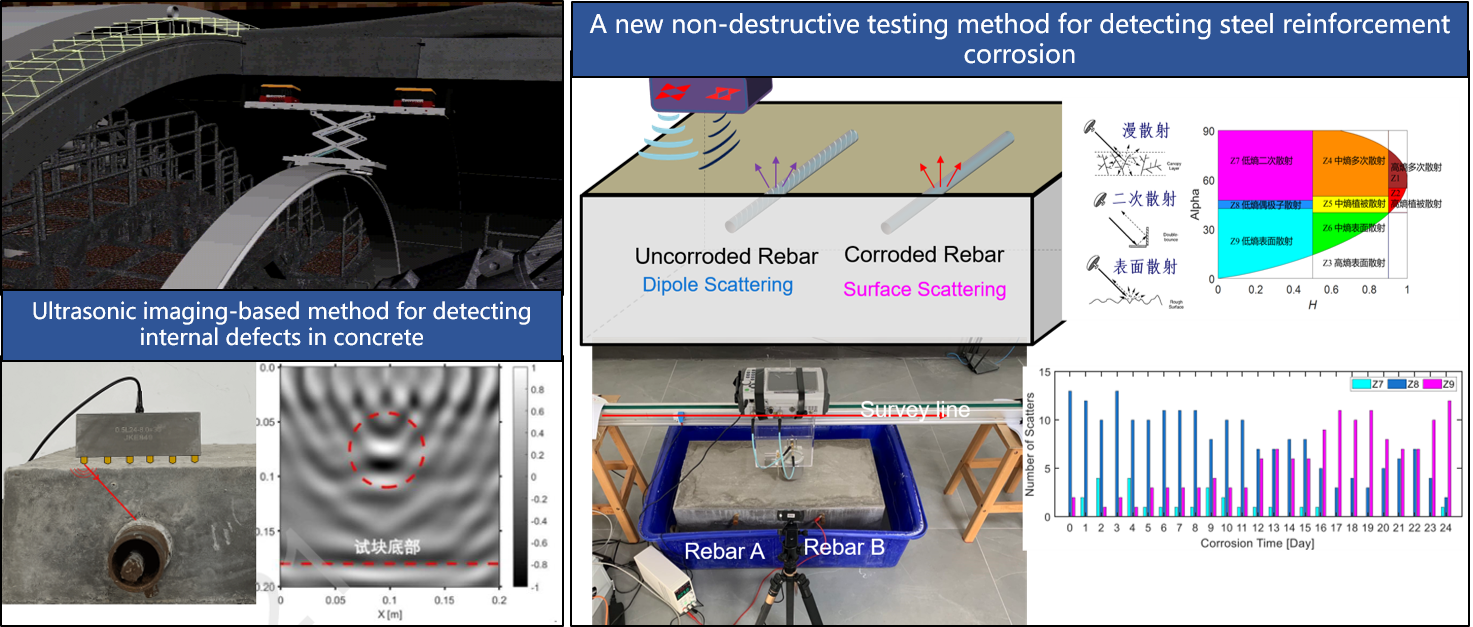 Ultrasonic imaging-based method for detecting
internal defects in concrete
0.0
0.05
0.1
0.15
0.20
0
0.05
0.1
0.15
0.2
X [m]
试块底部
1
0.8
0.6
0.4
0.2
0
-0.2
-0.4
-0.6
-0.8
-1
A new non-destructive testing method for detecting steel reinforcement
corrosion
Uncorroded Rebar
Dipole Scattering
Corroded Rebar
Surface Scattering
漫散射
Canopy
Layer
二次散射
Double-
bounce
表面散射
Rough
Surface
90
60
30
0
Alpha
Z7 低熵二次散射
Z4 中熵多次散射
高熵多次散射
Z1
Z2
Z8 低熵偶极子散射
Z5 中熵植被散射
高熵植被散射
Z9 低熵表面散射
Z6 中熵表面散射
Z3 高熵表面散射
0
0.2
0.4
0.6
0.8
1
H
Survey line
Rebar A
Rebar B
15
10
5
0
Number of Scatters
Z7
Z8
Z9
0 1 2 3 4 5 6 7 8 9 10 11 12 13 14 15 16 17 18 19 20 21 22 23 24
Corrosion Time [Day]